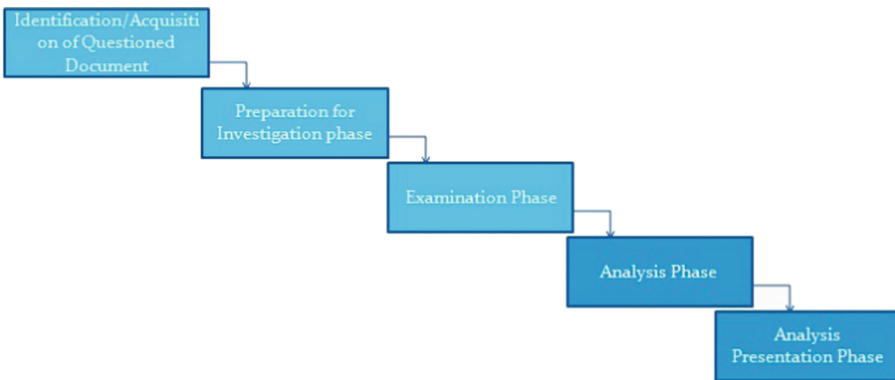 Identification/Acquisiti
on of Questioned
Document
Preparation for
Investigation phase
Examination Phase
Analysis Phase
Analysis
Presentation Phase